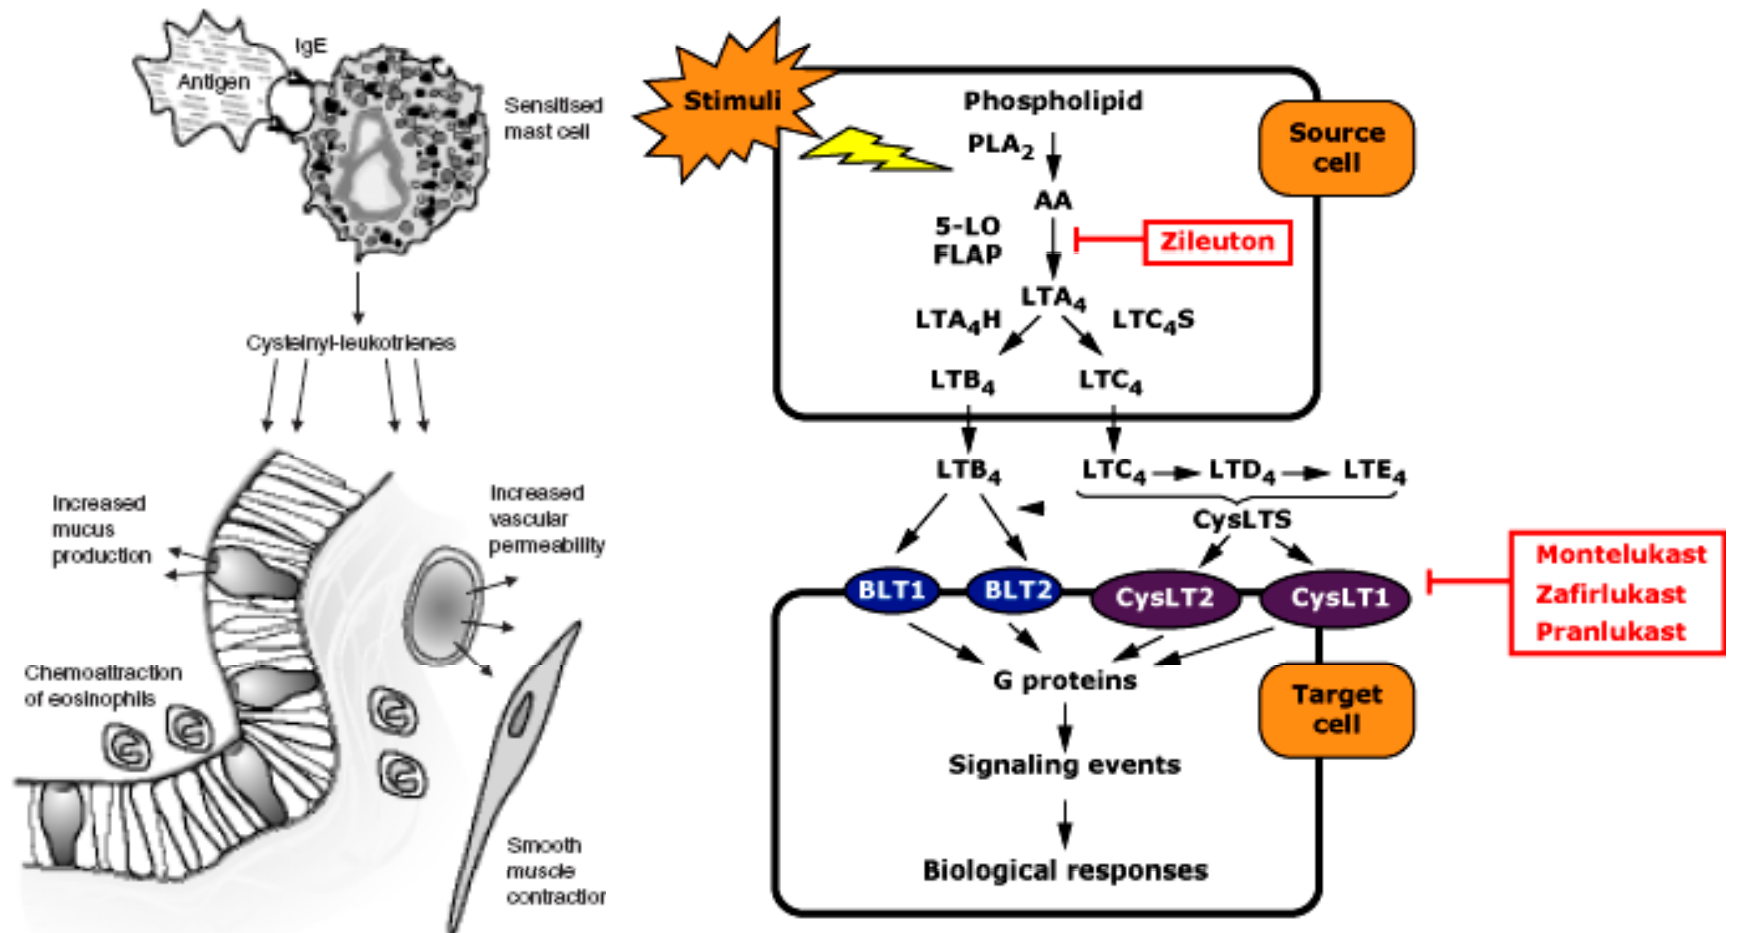 IgE
Antigen
Sensitised
mast cell
Cysteinyl-leukotrienes
Increased
mucus
production
Increased
vascular
permeability
Chemoattraction
of eosinophils
Smooth
muscle
contraction
Stimuli
Phospholipid
PLA2
Source
cell
AA
5-LO
FLAP
Zileuton
LTA4
LTA4H
LTC4S
LTB4
LTC4
LTB4
LTC4
LTD4
LTE4
CysLTS
BLT1
BLT2
CysLT2
CysLT1
Montelukast
Zafirlukast
Pranlukast
G proteins
Target
cell
Signaling events
Biological responses